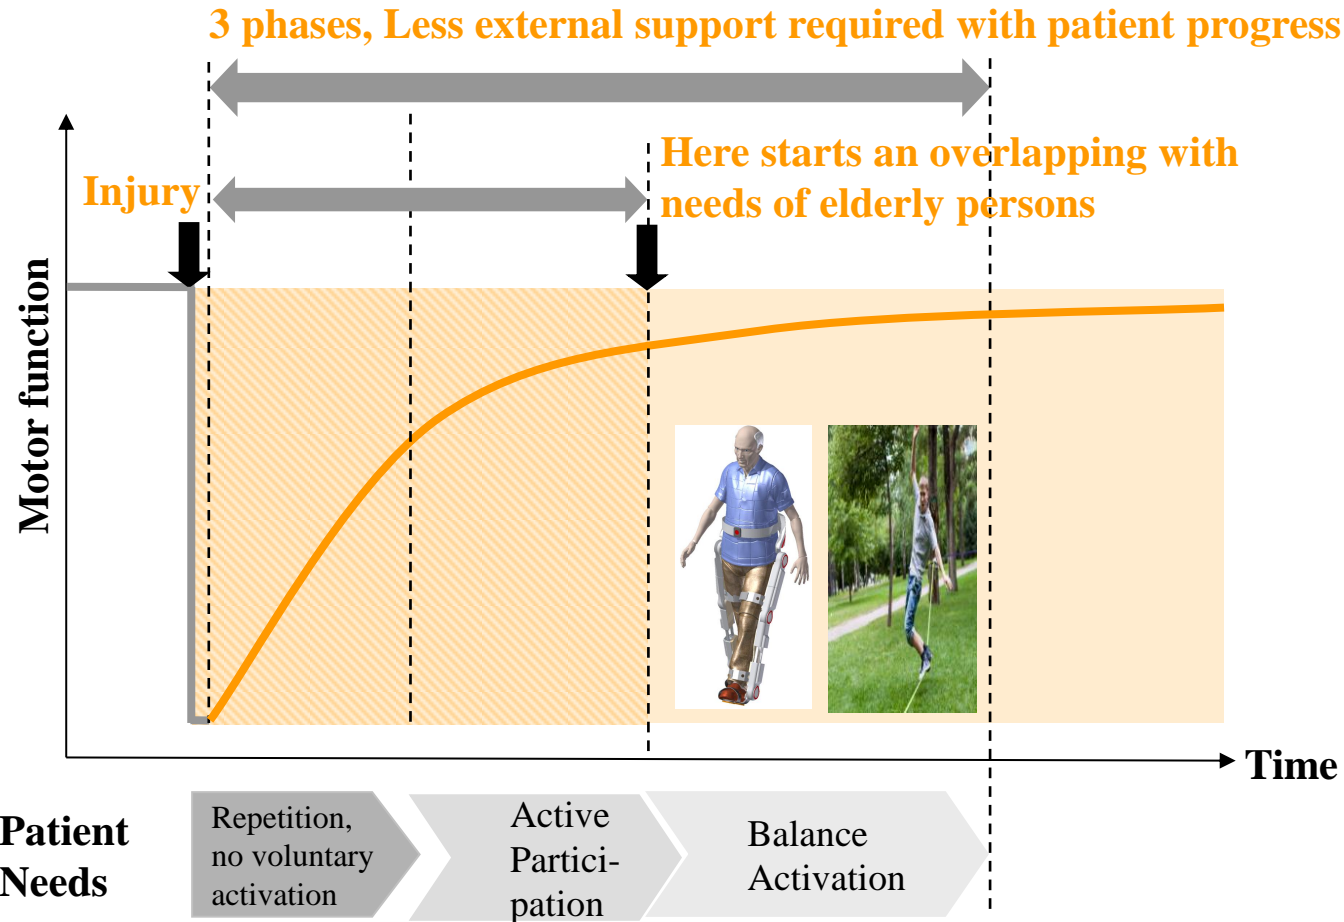 3 phases, Less external support required with patient progress
Here starts an overlapping with
needs of elderly persons
Injury
Motor function
Time
Patient
Needs
Repetition,
no voluntary
activation
Active
Partici-
pation
Balance
Activation